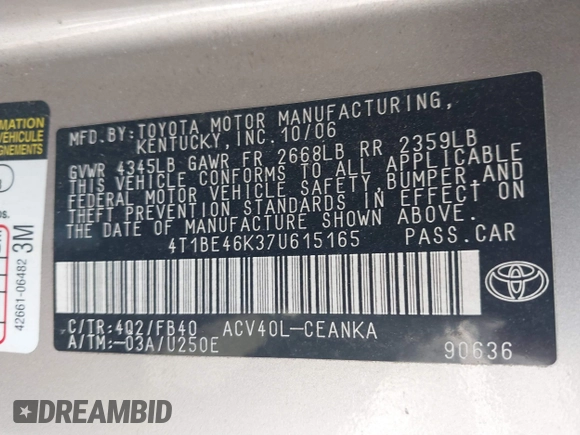 MFD.BY:TOYOTA MOTOR MANUFACTURING,
KENTUCKY,INC.10/06
GVWR 4345LB GAWR FR 2668LB RR 2359LB
THIS VEHICLE CONFORMS TO ALL APPLICABLE
FEDERAL MOTOR VEHICLE SAFETY,BUMPER,AND
THEFT PREVENTION STANDARDS IN EFFECT ON
THE DATE OF MANUFACTURE SHOWN ABOVE.
4T1BE46K37U615165 PASS.CAR
C/TR:4Q2/FB40 ACV40L-CEANKA
A/TM:-03A/U250E
90636
TOYOTA
42661-06482 3M
DREAMBID